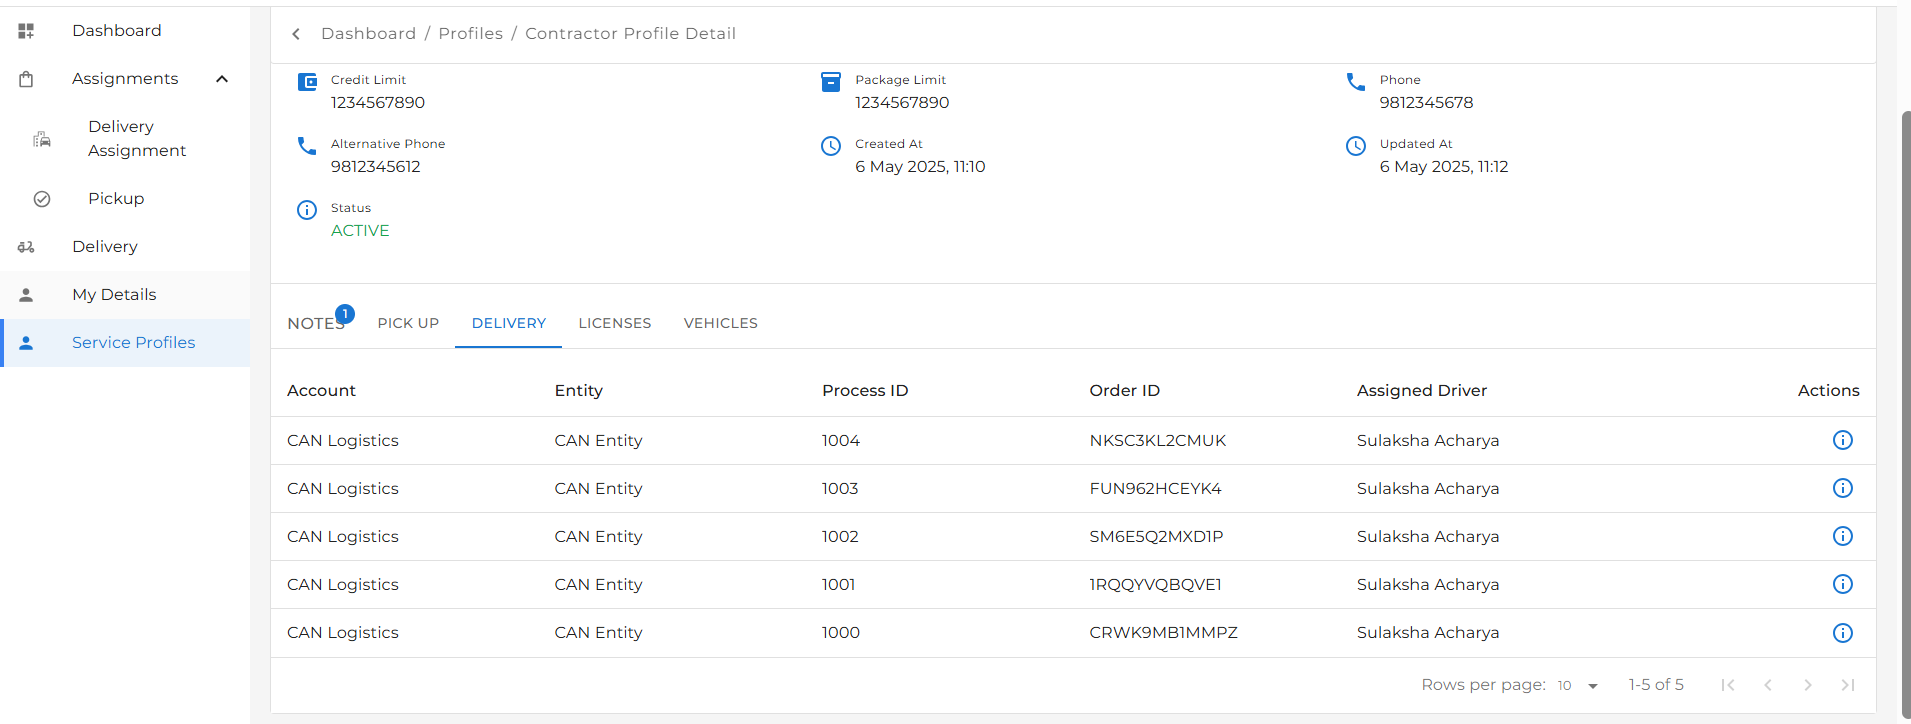 Dashboard
Assignments
Delivery
Assignment
Pickup
Delivery
My Details
Service Profiles
Dashboard / Profiles / Contractor Profile Detail
Credit Limit
1234567890
Package Limit
1234567890
Phone
9812345678
Alternative Phone
9812345612
Created At
6 May 2025, 11:10
Updated At
6 May 2025, 11:12
Status
ACTIVE
NOTES 1 PICK UP DELIVERY LICENSES VEHICLES
Account Entity Process ID Order ID Assigned Driver Actions
CAN Logistics CAN Entity 1004 NKSC3KL2CMUK Sulaksha Acharya
CAN Logistics CAN Entity 1003 FUN962HCEYK4 Sulaksha Acharya
CAN Logistics CAN Entity 1002 SM6E5Q2MXD1P Sulaksha Acharya
CAN Logistics CAN Entity 1001 1RQQYVQBQVE1 Sulaksha Acharya
CAN Logistics CAN Entity 1000 CRWK9MB1MMPZ Sulaksha Acharya
Rows per page: 10 1-5 of 5